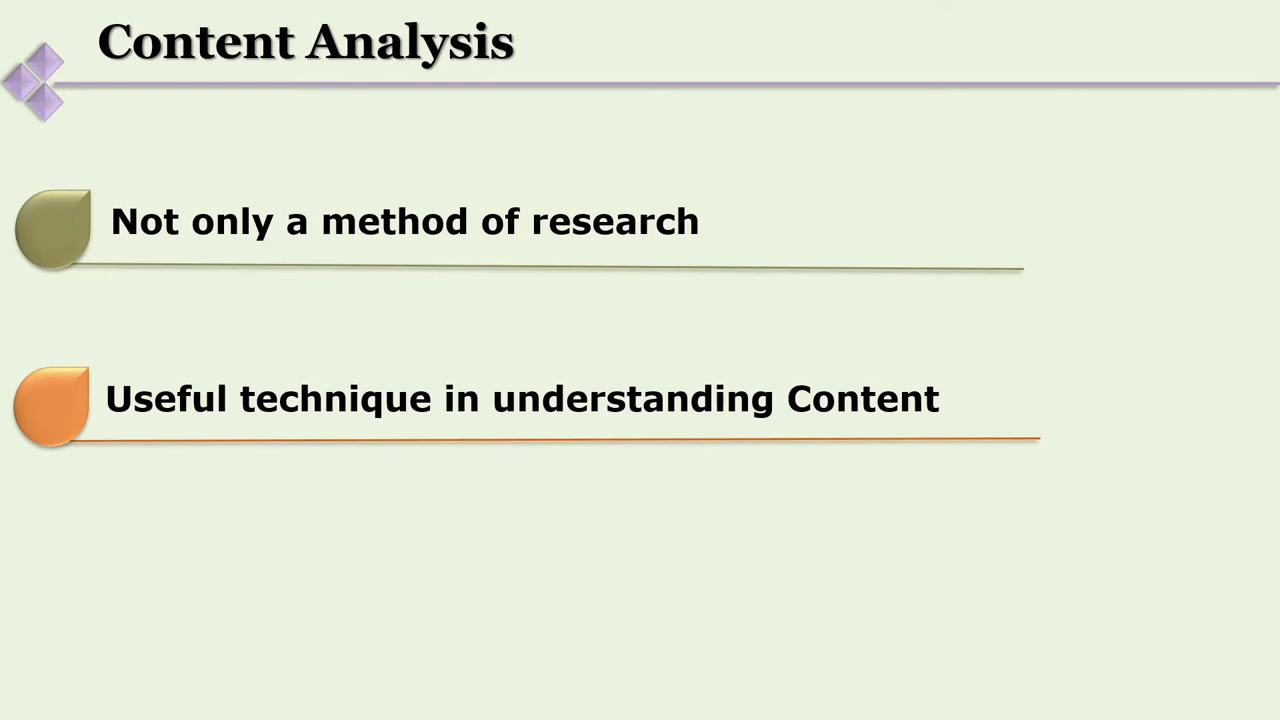 Content Analysis
Not only a method of research
Useful technique in understanding Content